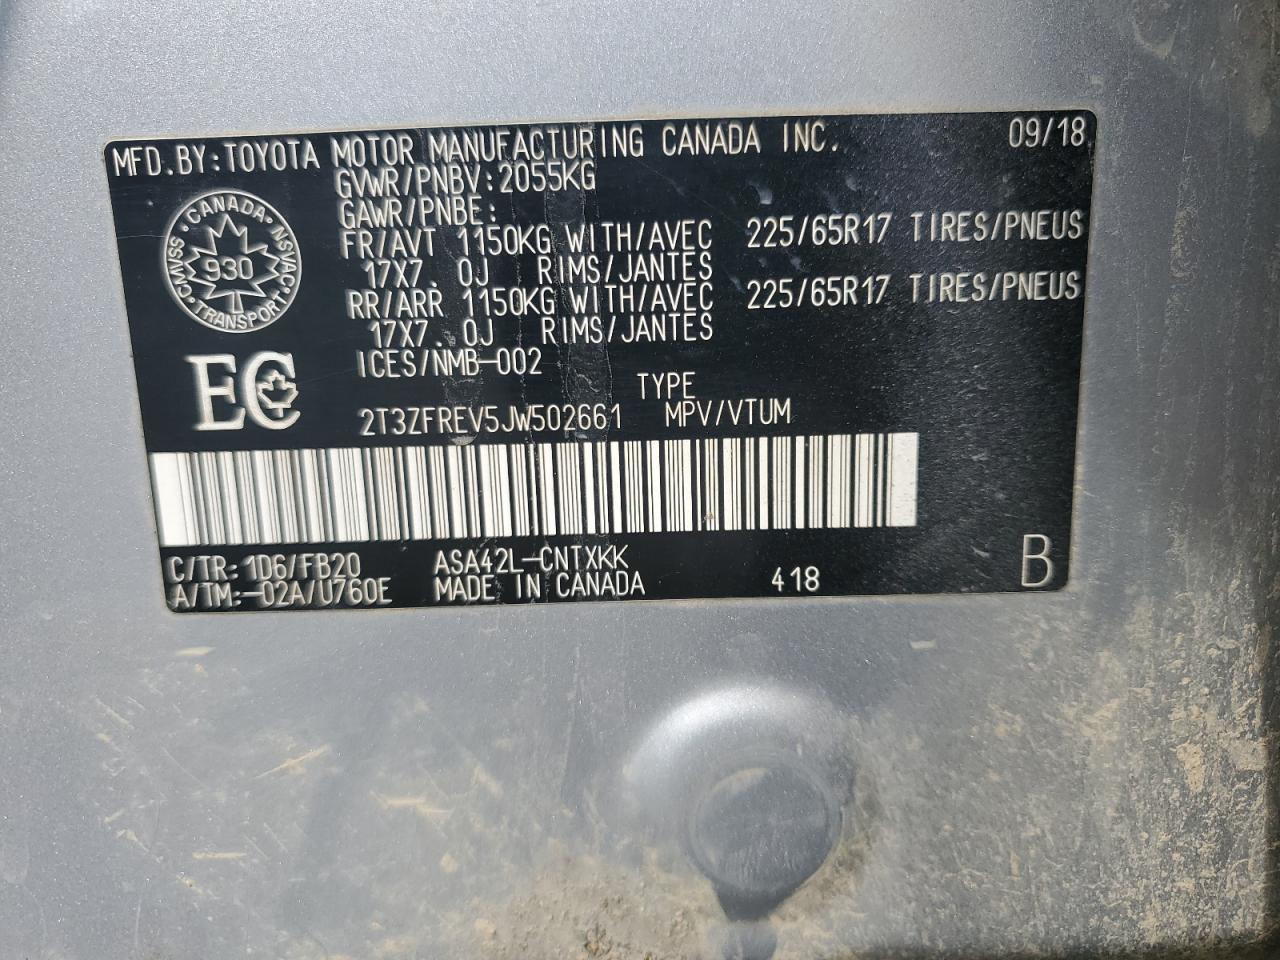 MFD.BY:TOYOTA MOTOR MANUFACTURING CANADA INC. 09/18
GVWR/PNBV:2055KG
GAWR/PNBE:
FR/AVT 1150KG WITH/AVEC 225/65R17 TIRES/PNEUS
17X7.0J RIMS/JANTES
RR/ARR 1150KG WITH/AVEC 225/65R17 TIRES/PNEUS
17X7.0J RIMS/JANTES
ICES/NMB-002
CANADA
CMVSS 930 NSVAC
TRANSPORT
EC
TYPE
2T3ZFREV5JW502661 MPV/VTUM
C/TR: 1D6/FB20 ASA42L-CNTXKK
A/TM:-02A/U760E MADE IN CANADA 418 B